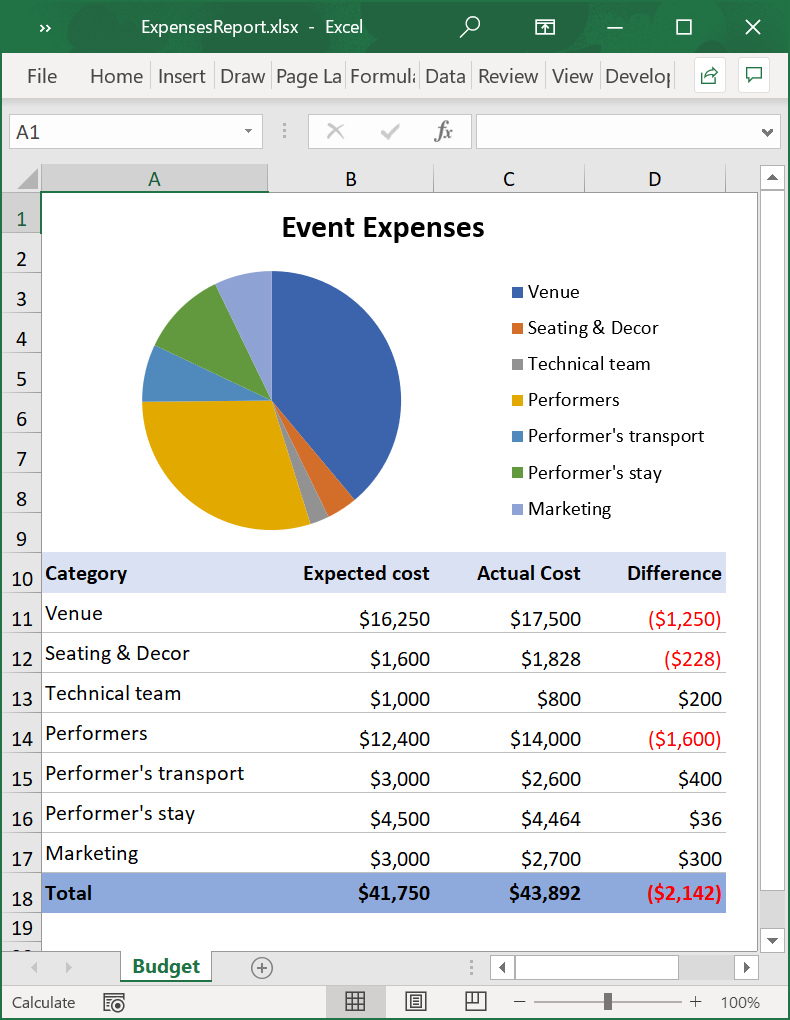 » ExpensesReport.xlsx - Excel
File Home Insert Draw Page La Formula Data Review View Develop
A1 fx
A B C D
1
2
3
4
5
6
7
8
9
Event Expenses
Venue
Seating & Decor
Technical team
Performers
Performer's transport
Performer's stay
Marketing
10 Category Expected cost Actual Cost Difference
11 Venue $16,250 $17,500 ($1,250)
12 Seating & Decor $1,600 $1,828 ($228)
13 Technical team $1,000 $800 $200
14 Performers $12,400 $14,000 ($1,600)
15 Performer's transport $3,000 $2,600 $400
16 Performer's stay $4,500 $4,464 $36
17 Marketing $3,000 $2,700 $300
18 Total $41,750 $43,892 ($2,142)
19
Budget
Calculate 100%